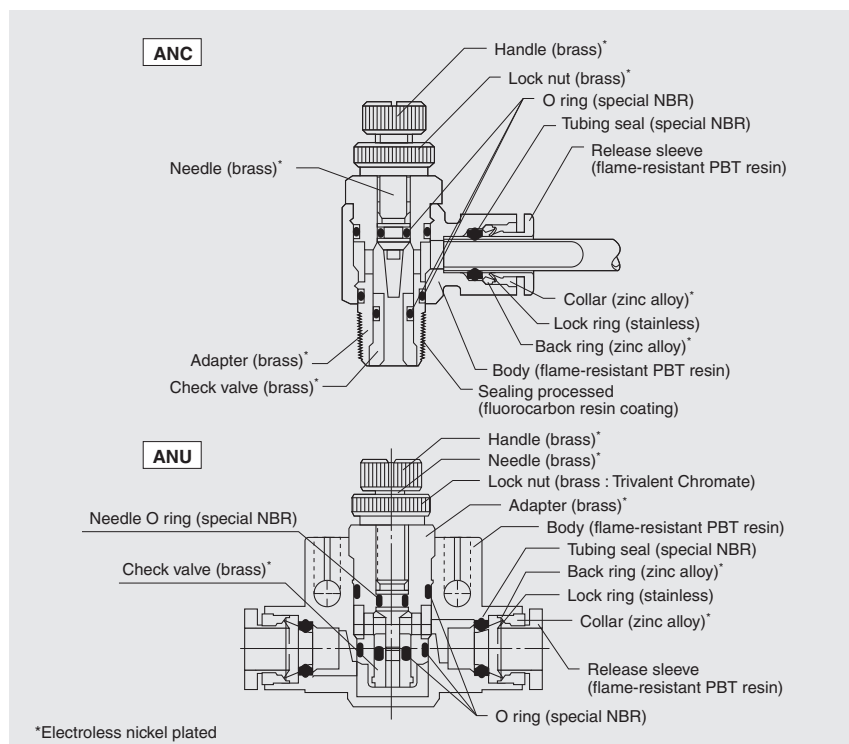 ANC
Handle (brass)*
Lock nut (brass)*
O ring (special NBR)
Tubing seal (special NBR)
Release sleeve
(flame-resistant PBT resin)
Needle (brass)*
Collar (zinc alloy)*
Lock ring (stainless)
Back ring (zinc alloy)*
Adapter (brass)*
Body (flame-resistant PBT resin)
Check valve (brass)*
Sealing processed
(fluorocarbon resin coating)
ANU
Handle (brass)*
Needle (brass)*
Lock nut (brass : Trivalent Chromate)
Adapter (brass)*
Needle O ring (special NBR)
Body (flame-resistant PBT resin)
Tubing seal (special NBR)
Check valve (brass)*
Back ring (zinc alloy)*
Lock ring (stainless)
Collar (zinc alloy)*
Release sleeve
(flame-resistant PBT resin)
O ring (special NBR)
*Electroless nickel plated